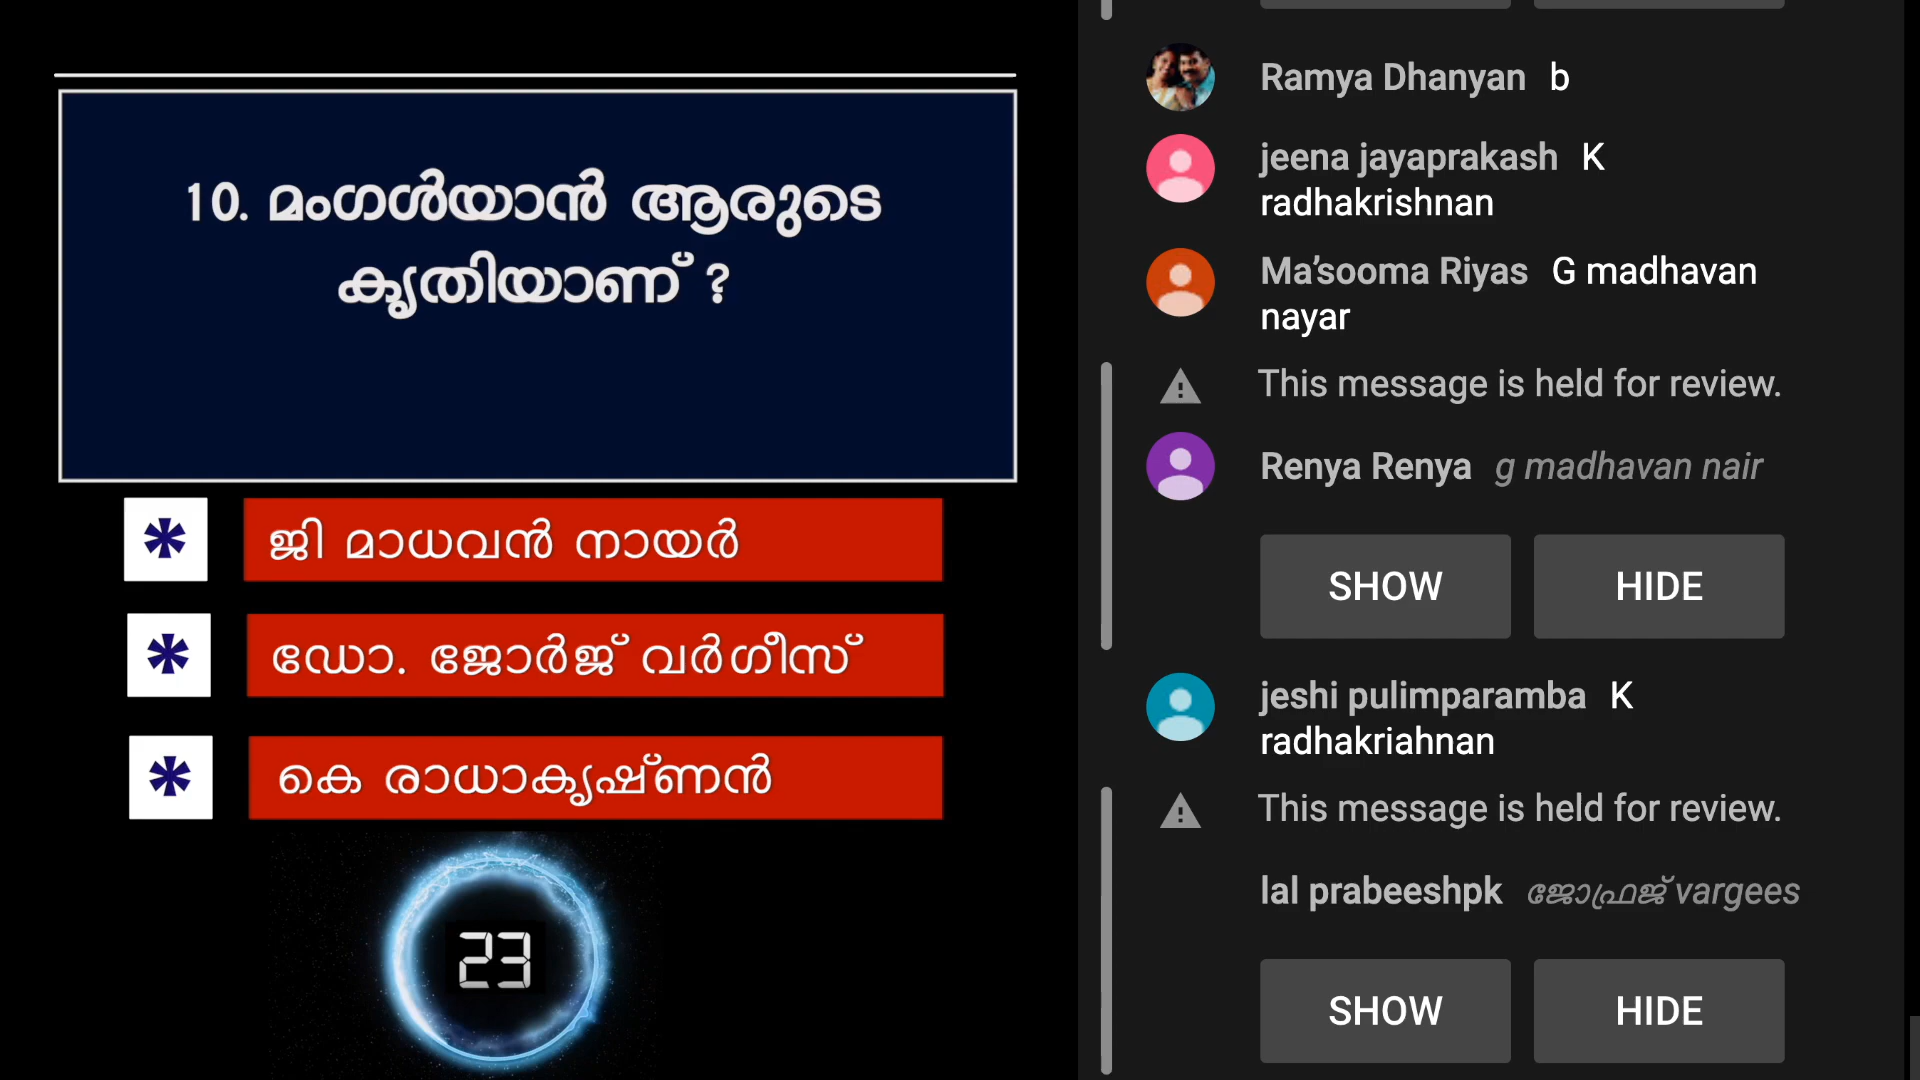 10. മംഗൾയാൻ ആരുടെ
കൃതിയാണ് ?
* ജി മാധവൻ നായർ
* ഡോ. ജോർജ് വർഗീസ്
* കെ രാധാകൃഷ്ണൻ
23
Ramya Dhanyan b
jeena jayaprakash K
radhakrishnan
Ma’sooma Riyas G madhavan
nayar
This message is held for review.
Renya Renya g madhavan nair
SHOW HIDE
jeshi pulimparamba K
radhakriahnan
This message is held for review.
lal prabeeshpk ജോഫ്രജ് vargees
SHOW HIDE